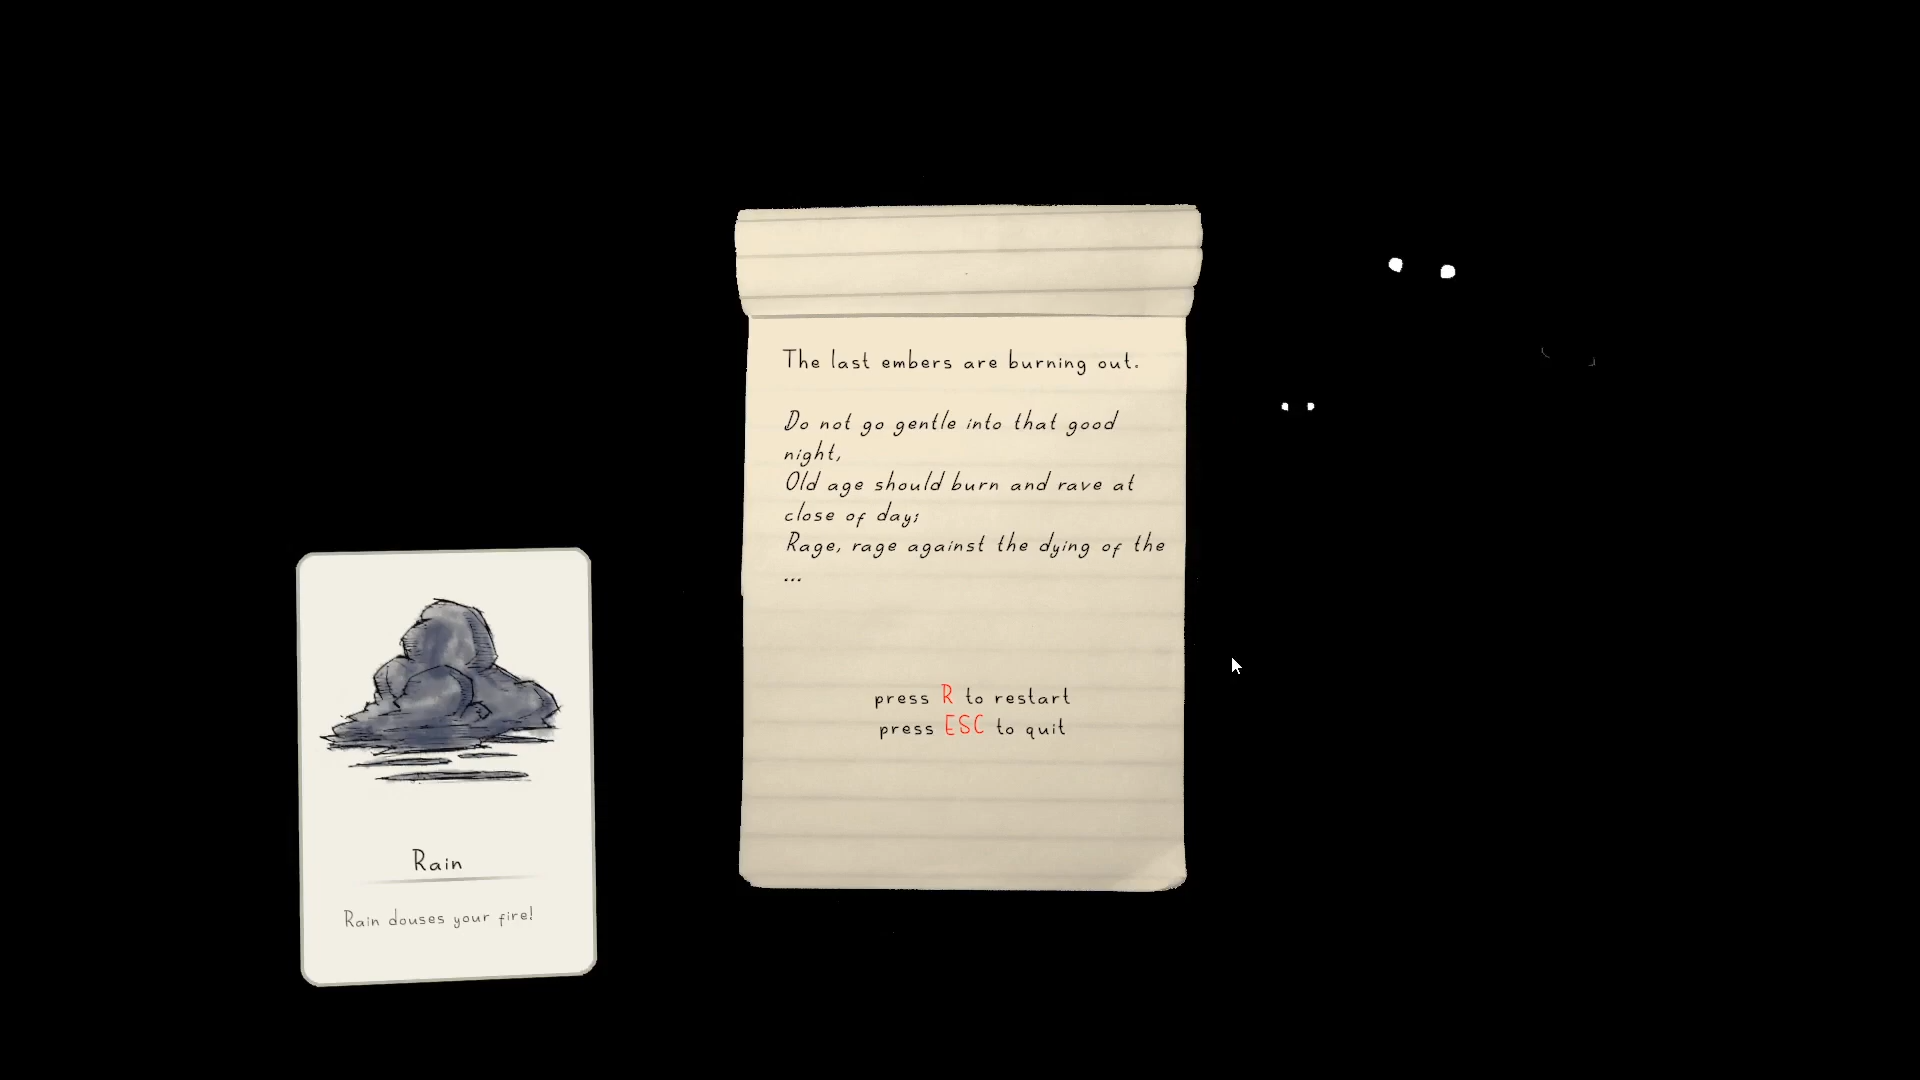 The last embers are burning out.
Do not go gentle into that good
night,
Old age should burn and rave at
close of day;
Rage, rage against the dying of the
...
press R to restart
press ESC to quit
Rain
Rain douses your fire!